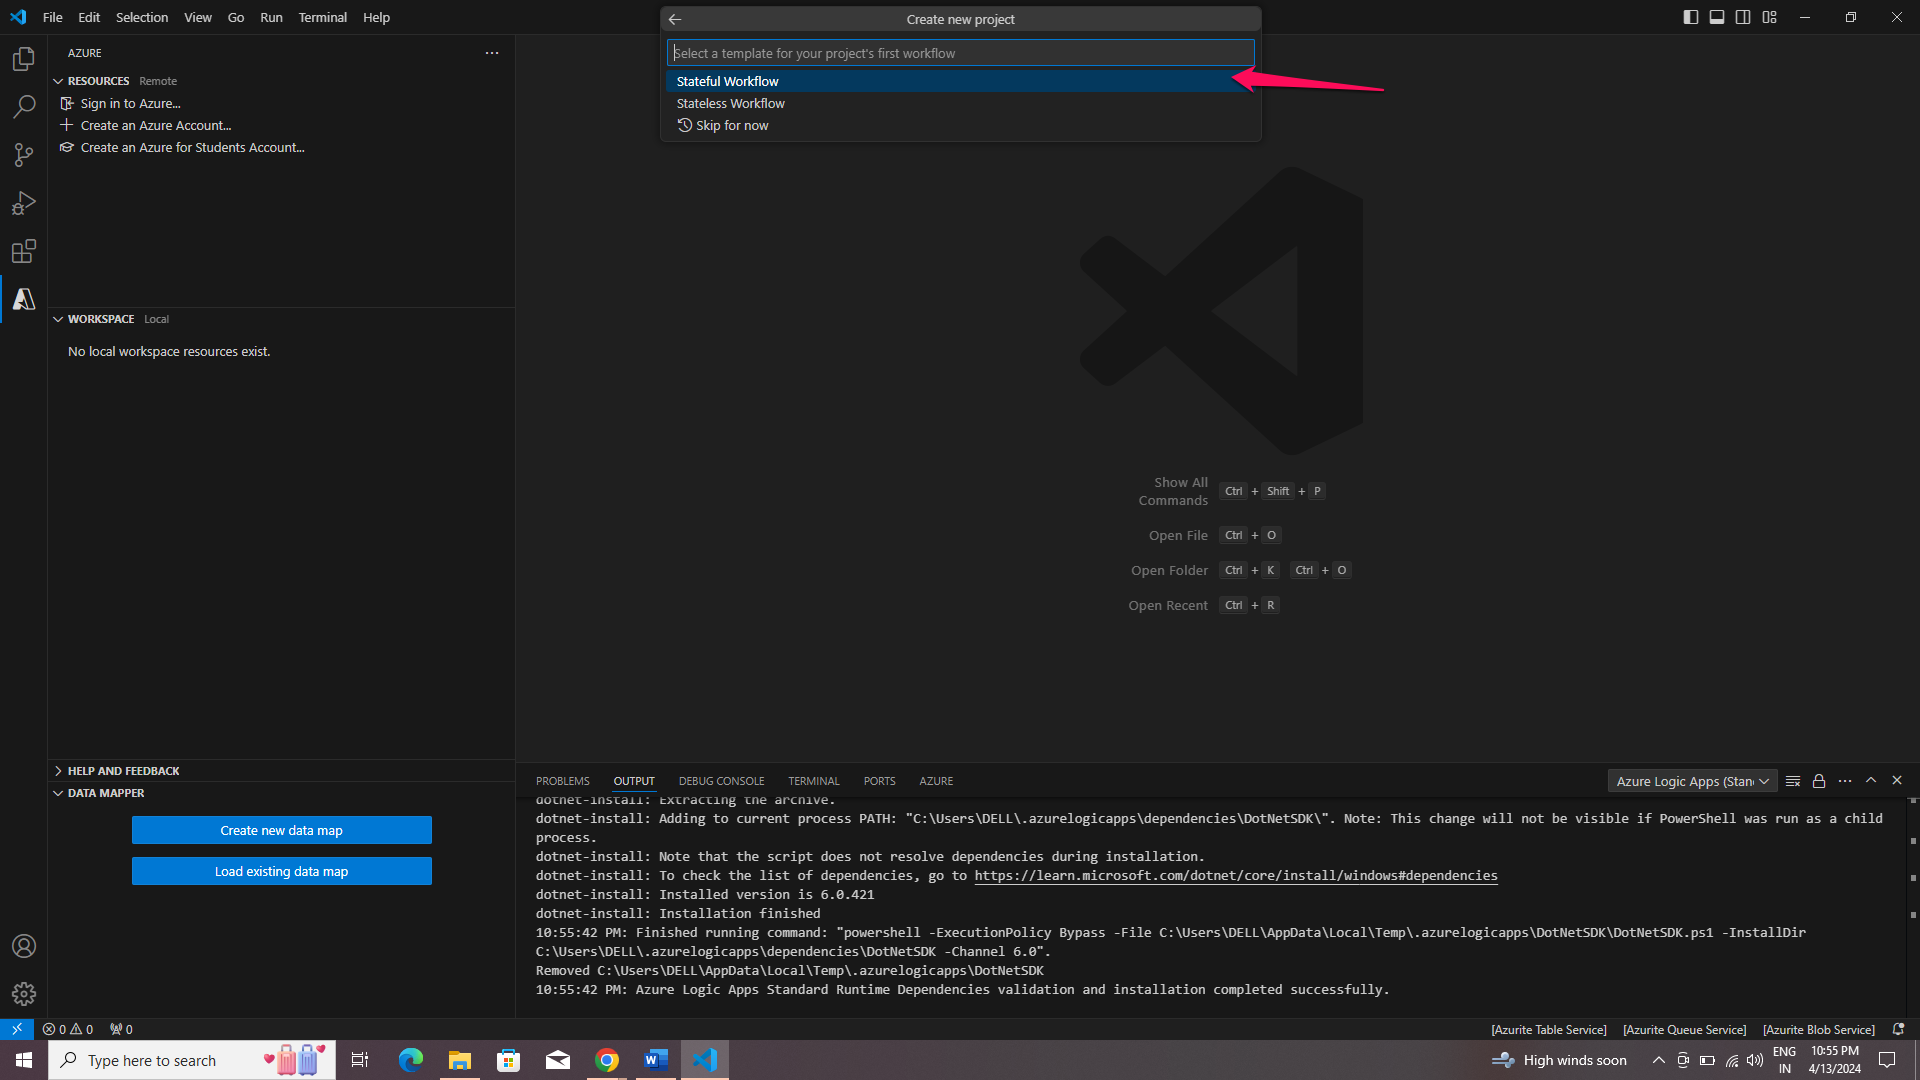 File Edit Selection View Go Run Terminal Help
Create new project
Select a template for your project's first workflow
Stateful Workflow
Stateless Workflow
Skip for now
AZURE
RESOURCES Remote
Sign in to Azure...
Create an Azure Account...
Create an Azure for Students Account...
WORKSPACE Local
No local workspace resources exist.
HELP AND FEEDBACK
DATA MAPPER
Create new data map
Load existing data map
Show All Commands Ctrl + Shift + P
Open File Ctrl + O
Open Folder Ctrl + K Ctrl + O
Open Recent Ctrl + R
PROBLEMS OUTPUT DEBUG CONSOLE TERMINAL PORTS AZURE
Azure Logic Apps (Stan
dotnet-install: Extracting the archive.
dotnet-install: Adding to current process PATH: "C:\Users\DELL\.azurelogicapps\dependencies\DotNetSDK\". Note: This change will not be visible if PowerShell was run as a child
process.
dotnet-install: Note that the script does not resolve dependencies during installation.
dotnet-install: To check the list of dependencies, go to https://learn.microsoft.com/dotnet/core/install/windows#dependencies
dotnet-install: Installed version is 6.0.421
dotnet-install: Installation finished
10:55:42 PM: Finished running command: "powershell -ExecutionPolicy Bypass -File C:\Users\DELL\AppData\Local\Temp\.azurelogicapps\DotNetSDK\DotNetSDK.ps1 -InstallDir
C:\Users\DELL\.azurelogicapps\dependencies\DotNetSDK -Channel 6.0".
Removed C:\Users\DELL\AppData\Local\Temp\.azurelogicapps\DotNetSDK
10:55:42 PM: Azure Logic Apps Standard Runtime Dependencies validation and installation completed successfully.
0 0 0
[Azurite Table Service] [Azurite Queue Service] [Azurite Blob Service]
Type here to search
W
High winds soon
ENG
IN
10:55 PM
4/13/2024